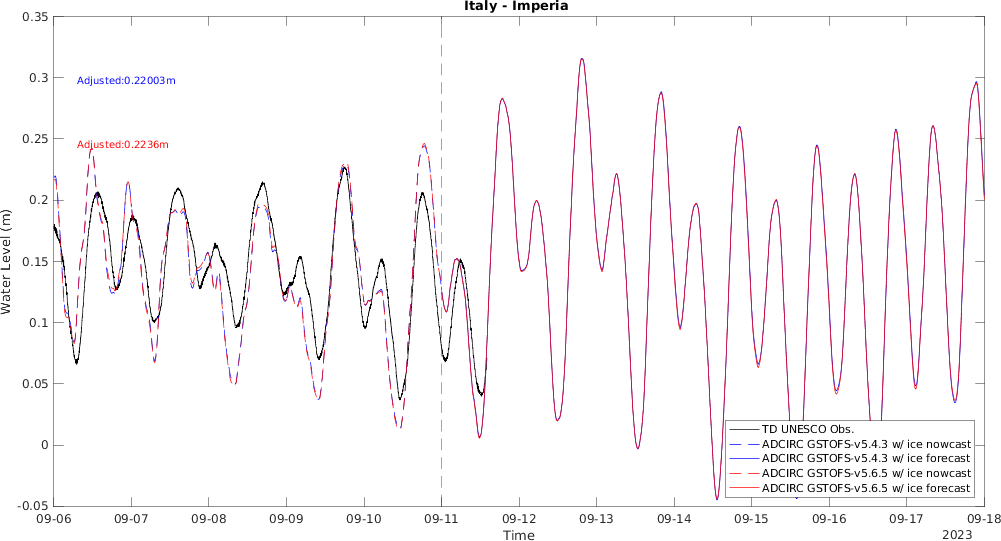 Italy - Imperia
0.35
0.3
0.25
0.2
0.15
0.1
0.05
0
-0.05
Water Level (m)
Adjusted:0.22003m
Adjusted:0.2236m
TD UNESCO Obs.
ADCIRC GSTOFS-v5.4.3 w/ ice nowcast
ADCIRC GSTOFS-v5.4.3 w/ ice forecast
ADCIRC GSTOFS-v5.6.5 w/ ice nowcast
ADCIRC GSTOFS-v5.6.5 w/ ice forecast
09-06 09-07 09-08 09-09 09-10 09-11 09-12 09-13 09-14 09-15 09-16 09-17 09-18
Time
2023